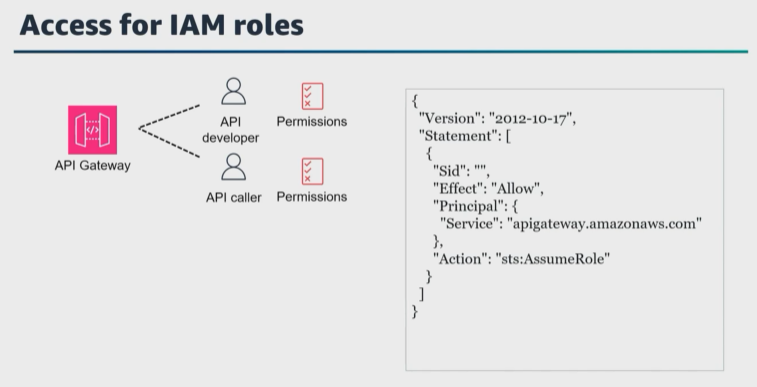 Access for IAM roles
API Gateway
API
developer
Permissions
API caller
Permissions
{
"Version": "2012-10-17",
"Statement": [
{
"Sid": "",
"Effect": "Allow",
"Principal": {
"Service": "apigateway.amazonaws.com"
},
"Action": "sts:AssumeRole"
}
]
}